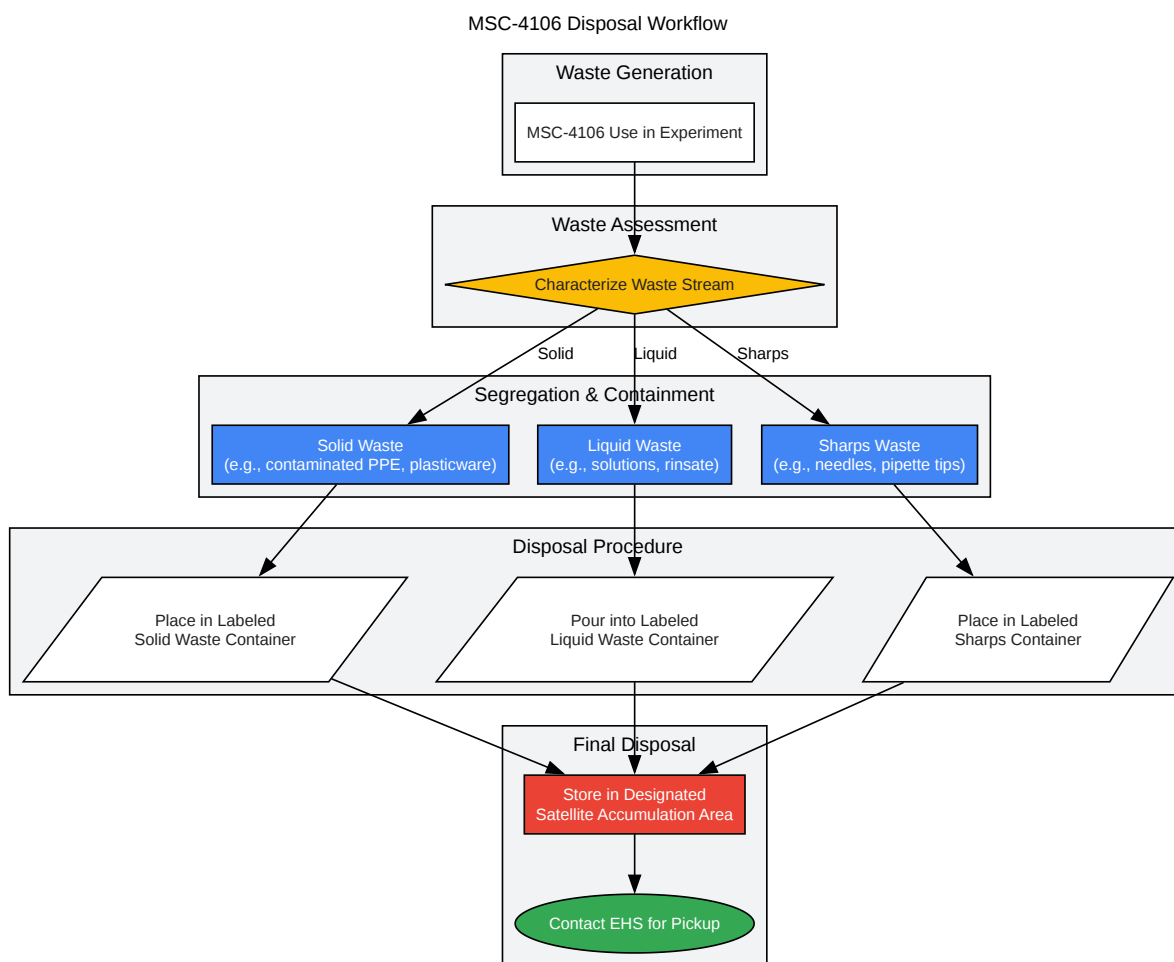 MSC-4106 Disposal Workflow
Waste Generation
MSC-4106 Use in Experiment
Waste Assessment
Characterize Waste Stream
Solid
Liquid
Sharps
Segregation & Containment
Solid Waste
(e.g., contaminated PPE, plasticware)
Liquid Waste
(e.g., solutions, rinsate)
Sharps Waste
(e.g., needles, pipette tips)
Disposal Procedure
Place in Labeled
Solid Waste Container
Pour into Labeled
Liquid Waste Container
Place in Labeled
Sharps Container
Final Disposal
Store in Designated
Satellite Accumulation Area
Contact EHS for Pickup